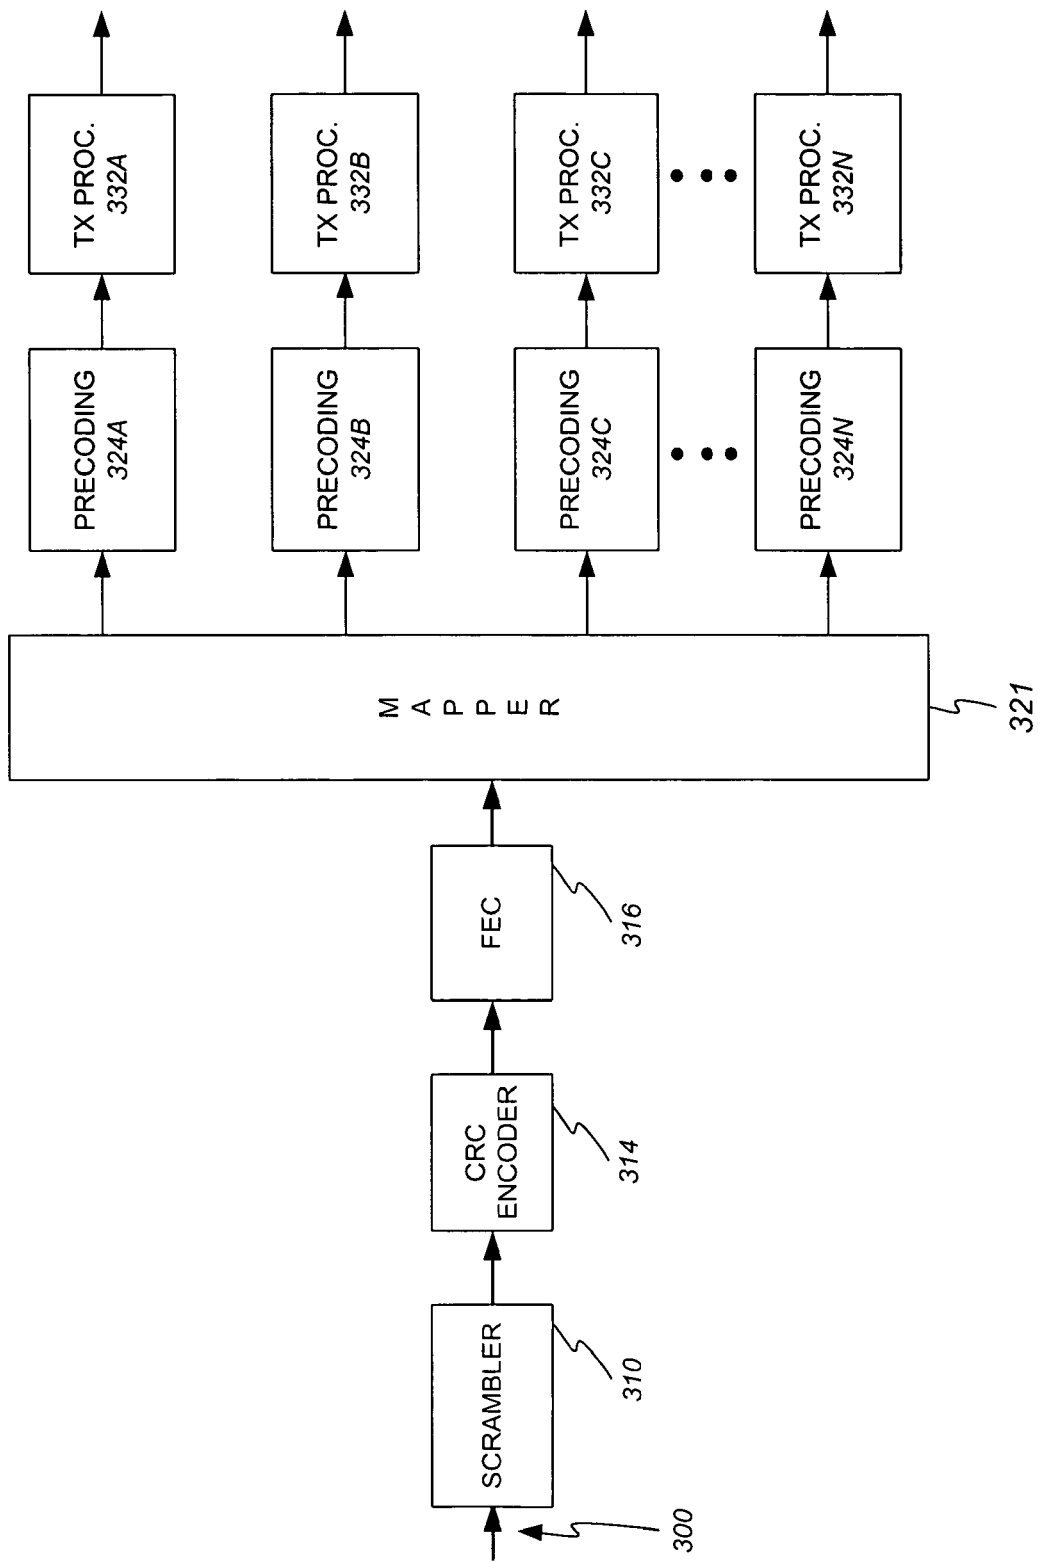 SCRAMBLER
310
300
CRC
ENCODER
314
FEC
316
MAPPER
321
PRECODING
324A
TX PROC.
332A
PRECODING
324B
TX PROC.
332B
PRECODING
324C
TX PROC.
332C
PRECODING
324N
TX PROC.
332N